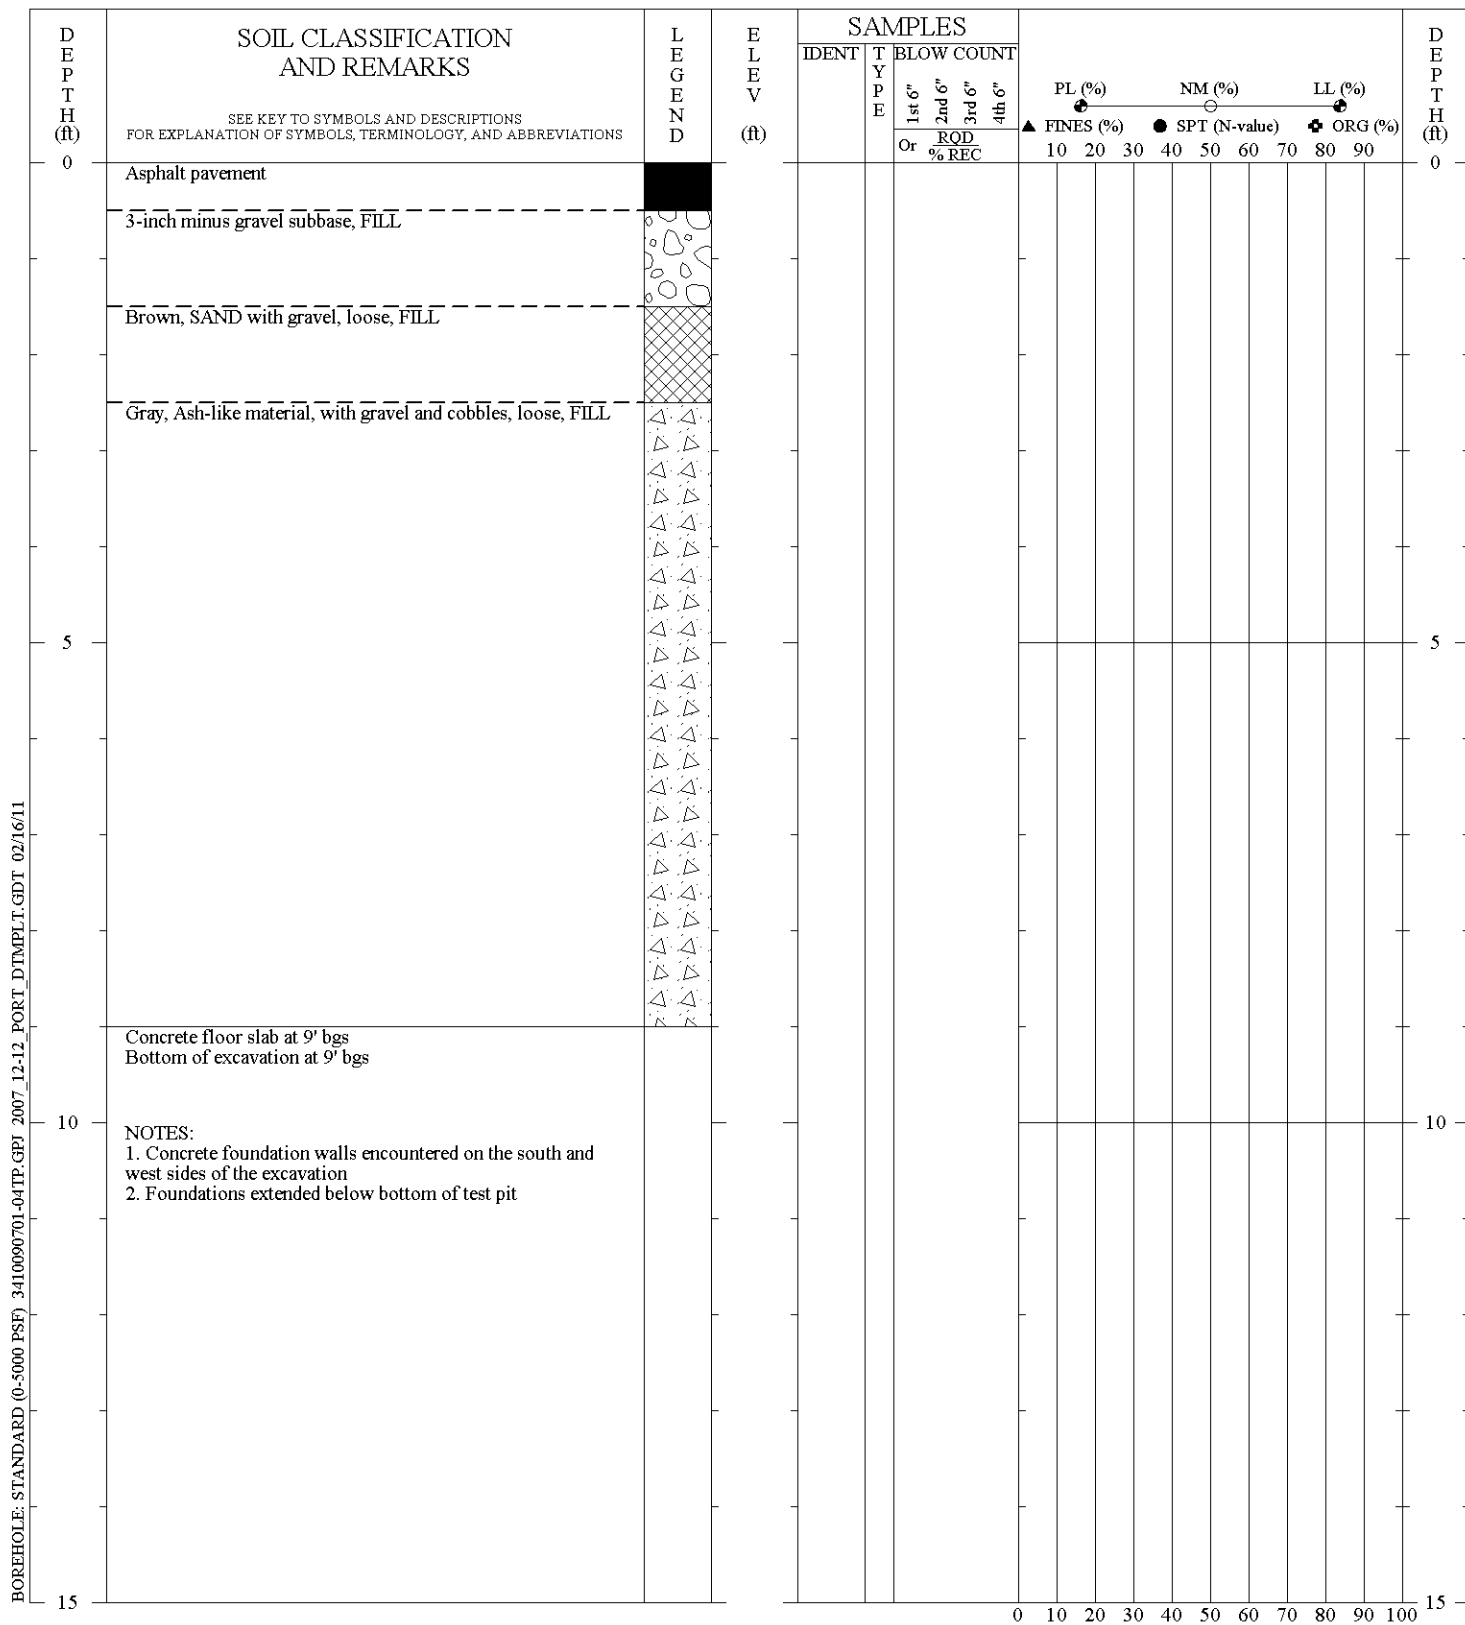 DEPTH
(ft)
SOIL CLASSIFICATION
AND REMARKS
SEE KEY TO SYMBOLS AND DESCRIPTIONS
FOR EXPLANATION OF SYMBOLS, TERMINOLOGY, AND ABBREVIATIONS
LEGEND
ELEV
(ft)
SAMPLES
IDENT
TYPE
BLOW COUNT
1st 6"
2nd 6"
3rd 6"
4th 6"
Or RQD
% REC
PL (%) NM (%) LL (%)
▲ FINES (%) ● SPT (N-value) ORG (%)
10 20 30 40 50 60 70 80 90
DEPTH
(ft)
0 0
Asphalt pavement
3-inch minus gravel subbase, FILL
Brown, SAND with gravel, loose, FILL
Gray, Ash-like material, with gravel and cobbles, loose, FILL
5 5
Concrete floor slab at 9' bgs
Bottom of excavation at 9' bgs
10 10
NOTES:
1. Concrete foundation walls encountered on the south and
west sides of the excavation
2. Foundations extended below bottom of test pit
15 15
0 10 20 30 40 50 60 70 80 90 100
BOREHOLE: STANDARD (0-5000 PSF) 3410090701-04TP.GPJ 2007_12-12_PORT_DTMPLT.GDT 02/16/11